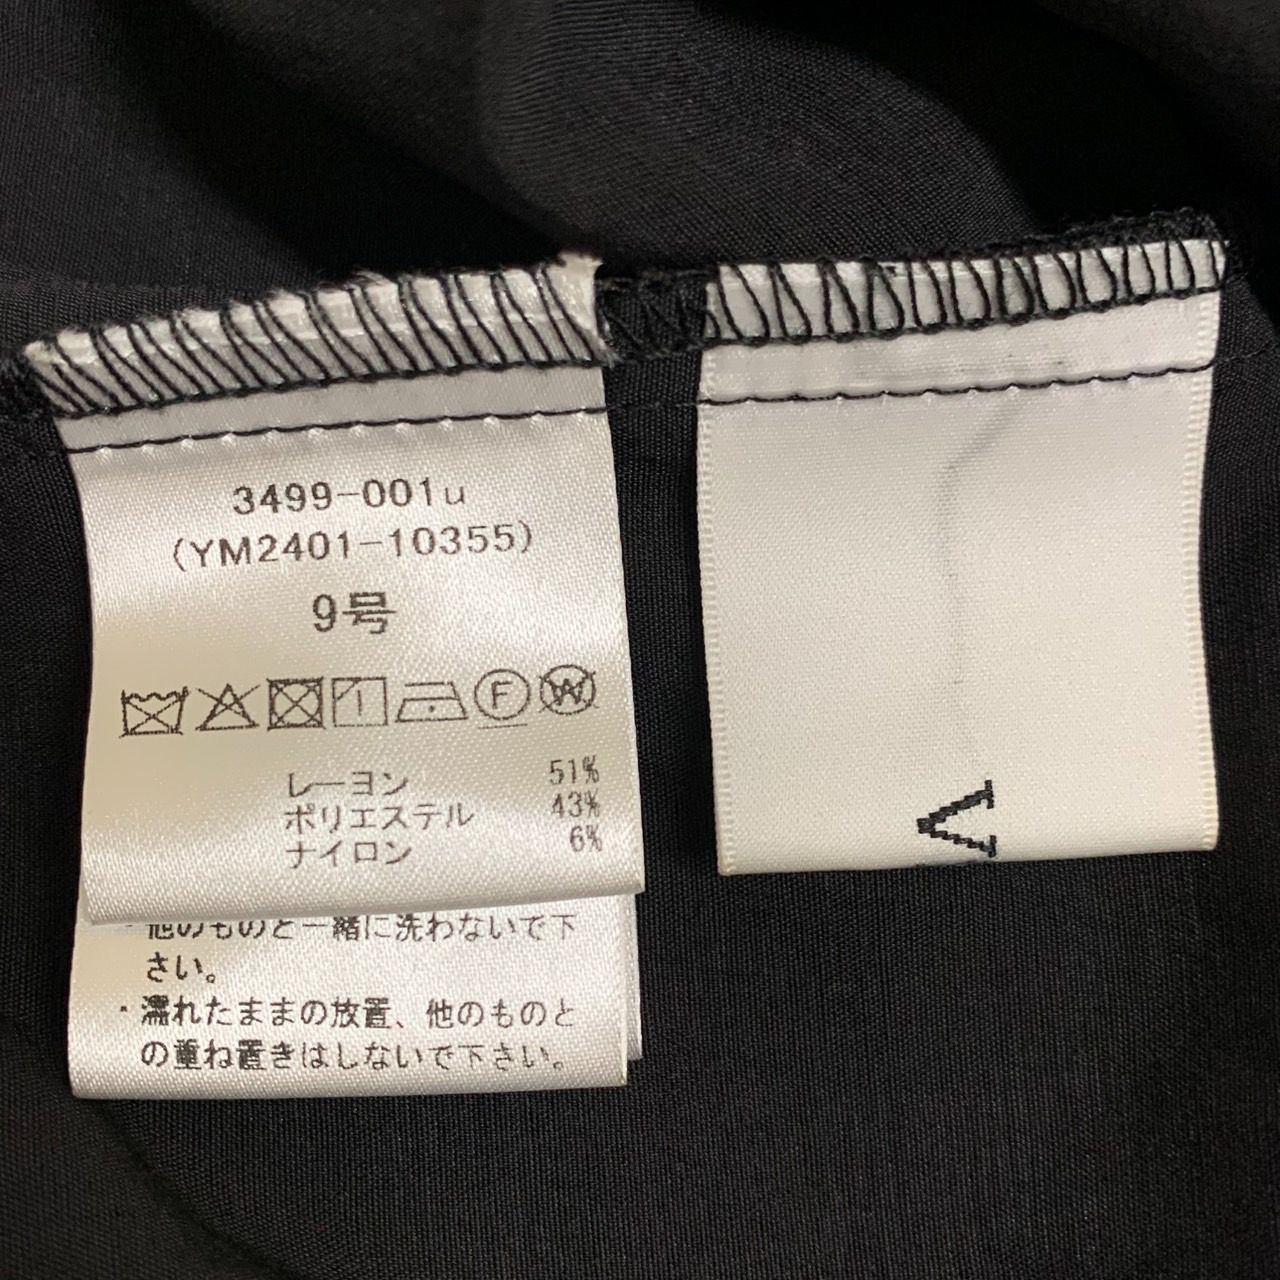 3499-001u
(YM2401-10355)
9号
F W
レーヨン 51%
ポリエステル 43%
ナイロン 6%
・他のものと一緒に洗わないで下
さい。
・濡れたままの放置、他のものと
の重ね置きはしないで下さい。
V